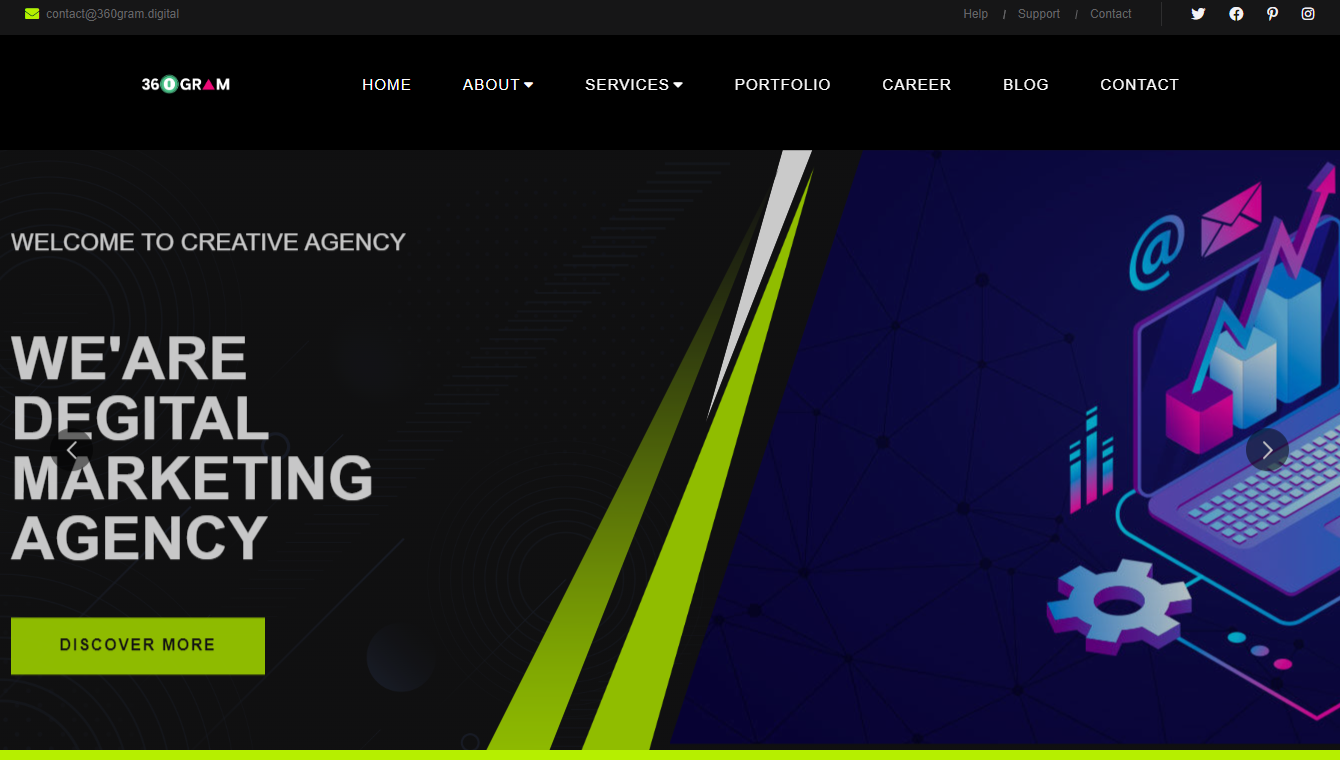 contact@360gram.digital
Help / Support / Contact
360GRAM
HOME ABOUT SERVICES PORTFOLIO CAREER BLOG CONTACT
WELCOME TO CREATIVE AGENCY
WE'ARE
DEGITAL
MARKETING
AGENCY
DISCOVER MORE